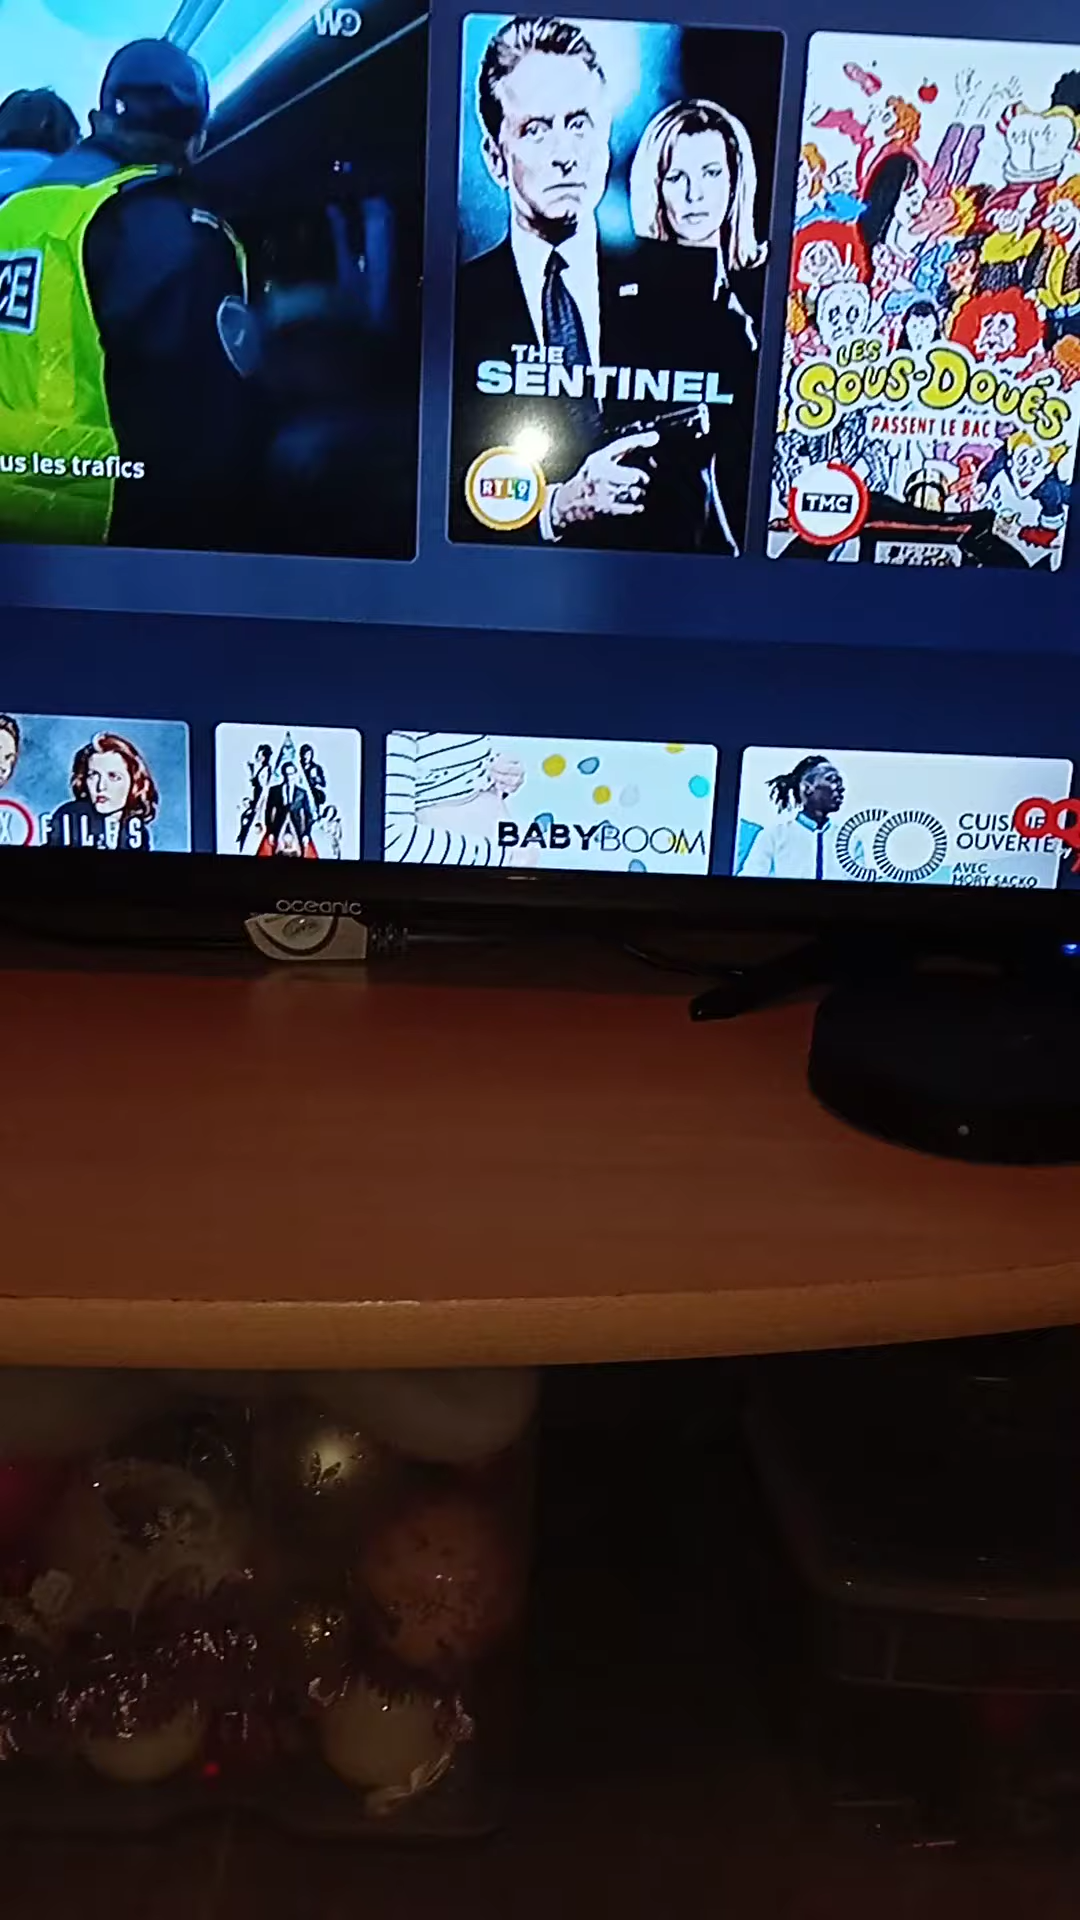 W9
CE
us les trafics
THE
SENTINEL
RTL9
LES
SOUS-DOUÉS
PASSENT LE BAC
TMC
X FILES
BABYBOOM
CUISINE
OUVERTE
AVEC
MORY SACKO
oceanic